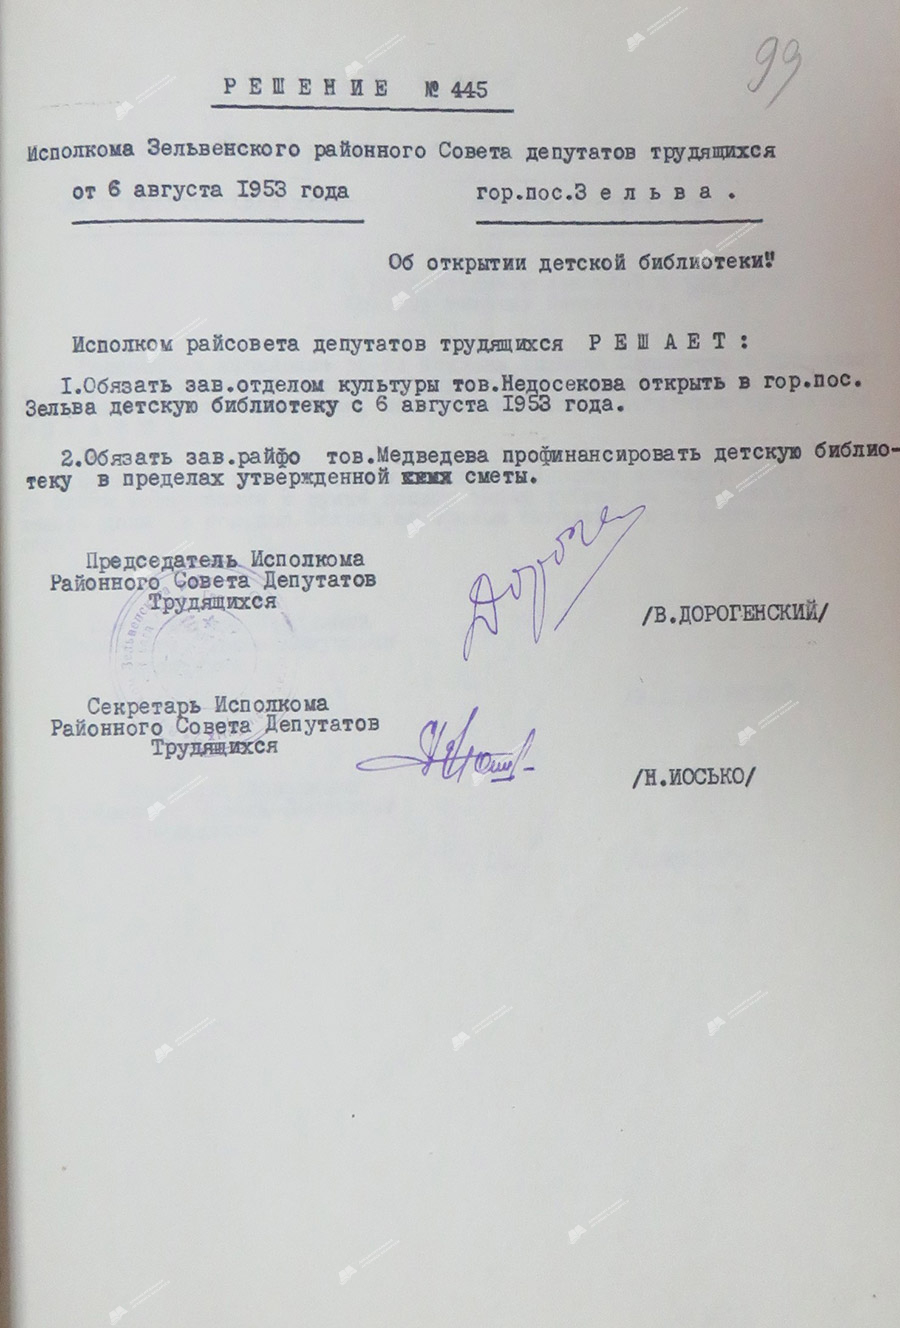 99
Р Е Ш Е Н И Е № 445
Исполкома Зельвенского районного Совета депутатов трудящихся
от 6 августа 1953 года гор.пос.З е л ь в а .
Об открытии детской библиотеки"
Исполком райсовета депутатов трудящихся Р Е Ш А Е Т :
1.Обязать зав.отделом культуры тов.Недосекова открыть в гор.пос.
Зельва детскую библиотеку с 6 августа 1953 года.
2.Обязать зав.райфо тов.Медведева профинансировать детскую библио-
теку в пределах утвержденной сметы.
Председатель Исполкома
Районного Совета Депутатов
Трудящихся
/В.ДОРОГЕНСКИЙ/
Секретарь Исполкома
Районного Совета Депутатов
Трудящихся
/Н.ИОСЬКО/